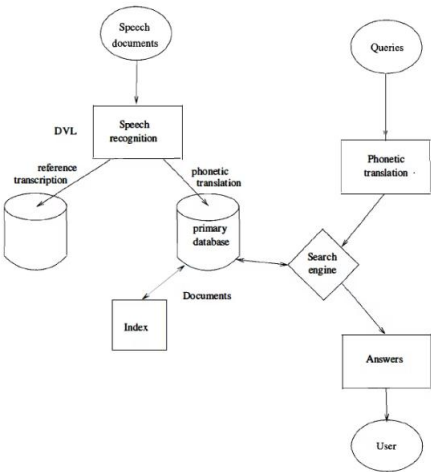 Speech
documents
Queries
DVL
Speech
recognition
Phonetic
translation
reference
transcription
phonetic
translation
primary
database
Search
engine
Documents
Index
Answers
User